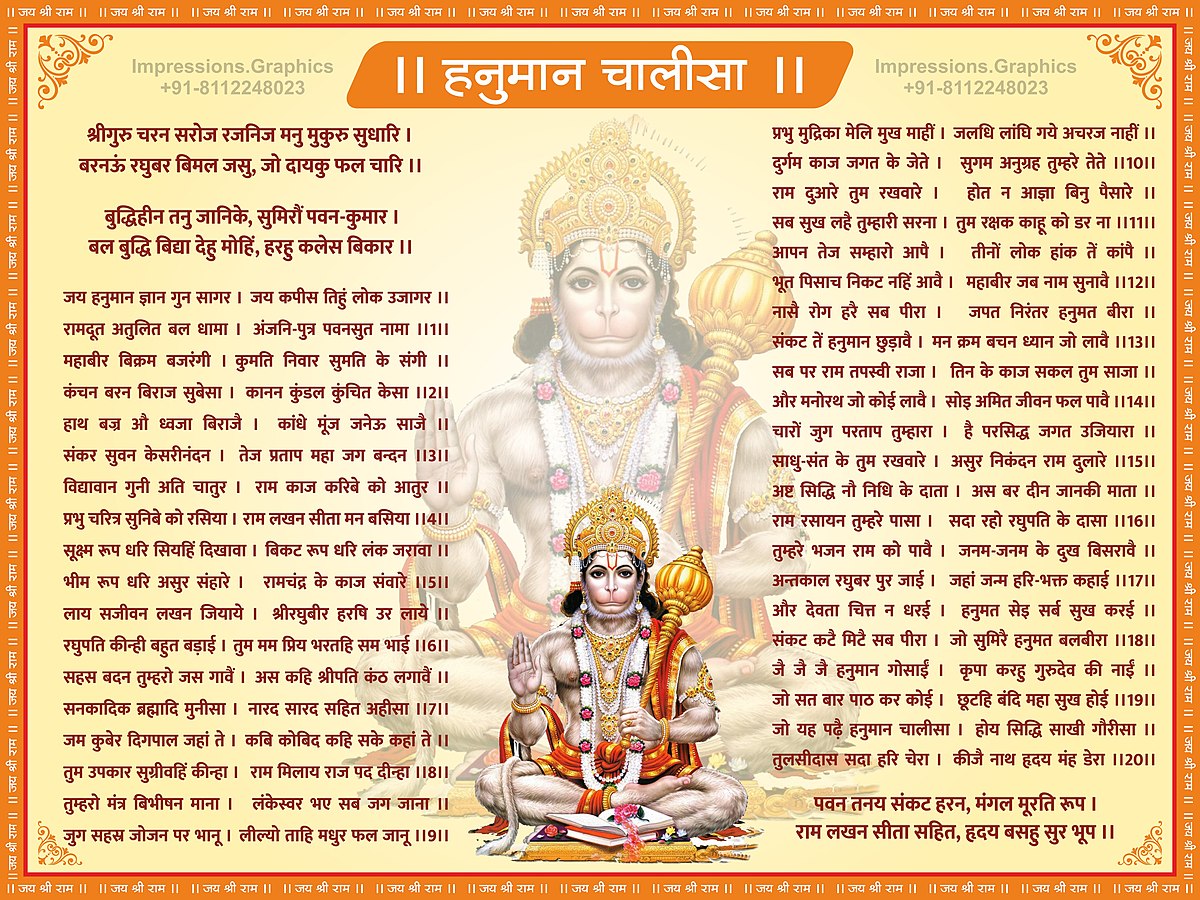 ।। जय श्री राम ।। ।। जय श्री राम ।। ।। जय श्री राम ।। ।। जय श्री राम ।। ।। जय श्री राम ।। ।। जय श्री राम ।। ।। जय श्री राम ।। ।। जय श्री राम ।। ।। जय श्री राम ।। ।। जय श्री राम ।। ।। जय श्री राम ।। ।। जय श्री राम ।। ।। जय श्री राम ।।
Impressions.Graphics
+91-8112248023
।। हनुमान चालीसा ।।
Impressions.Graphics
+91-8112248023
श्रीगुरु चरन सरोज रजनिज मनु मुकुरु सुधारि ।
बरनऊं रघुबर बिमल जसु, जो दायकु फल चारि ।।
बुद्धिहीन तनु जानिके, सुमिरौं पवन-कुमार ।
बल बुद्धि बिद्या देहु मोहिं, हरहु कलेस बिकार ।।
जय हनुमान ज्ञान गुन सागर । जय कपीस तिहुं लोक उजागर ।।
रामदूत अतुलित बल धामा । अंजनि-पुत्र पवनसुत नामा ।।1।।
महाबीर बिक्रम बजरंगी । कुमति निवार सुमति के संगी ।।
कंचन बरन बिराज सुबेसा । कानन कुंडल कुंचित केसा ।।2।।
हाथ बज्र औ ध्वजा बिराजै । कांधे मूंज जनेऊ साजै ।।
संकर सुवन केसरीनंदन । तेज प्रताप महा जग बन्दन ।।3।।
विद्यावान गुनी अति चातुर । राम काज करिबे को आतुर ।।
प्रभु चरित्र सुनिबे को रसिया । राम लखन सीता मन बसिया ।।4।।
सूक्ष्म रूप धरि सियहिं दिखावा । बिकट रूप धरि लंक जरावा ।।
भीम रूप धरि असुर संहारे । रामचंद्र के काज संवारे ।।5।।
लाय सजीवन लखन जियाये । श्रीरघुबीर हरषि उर लाये ।।
रघुपति कीन्ही बहुत बड़ाई । तुम मम प्रिय भरतहि सम भाई ।।6।।
सहस बदन तुम्हरो जस गावैं । अस कहि श्रीपति कंठ लगावैं ।।
सनकादिक ब्रह्मादि मुनीसा । नारद सारद सहित अहीसा ।।7।।
जम कुबेर दिगपाल जहां ते । कबि कोबिद कहि सके कहां ते ।।
तुम उपकार सुग्रीवहिं कीन्हा । राम मिलाय राज पद दीन्हा ।।8।।
तुम्हरो मंत्र बिभीषन माना । लंकेस्वर भए सब जग जाना ।।
जुग सहस्र जोजन पर भानू । लील्यो ताहि मधुर फल जानू ।।9।।
प्रभु मुद्रिका मेलि मुख माहीं । जलधि लांघि गये अचरज नाहीं ।।
दुर्गम काज जगत के जेते । सुगम अनुग्रह तुम्हरे तेते ।।10।।
राम दुआरे तुम रखवारे । होत न आज्ञा बिनु पैसारे ।।
सब सुख लहै तुम्हारी सरना । तुम रक्षक काहू को डर ना ।।11।।
आपन तेज सम्हारो आपै । तीनों लोक हांक तें कांपै ।।
भूत पिसाच निकट नहिं आवै । महाबीर जब नाम सुनावै ।।12।।
नासै रोग हरै सब पीरा । जपत निरंतर हनुमत बीरा ।।
संकट तें हनुमान छुड़ावै । मन क्रम बचन ध्यान जो लावै ।।13।।
सब पर राम तपस्वी राजा । तिन के काज सकल तुम साजा ।
और मनोरथ जो कोई लावै । सोइ अमित जीवन फल पावै ।।14।।
चारों जुग परताप तुम्हारा । है परसिद्ध जगत उजियारा ।।
साधु-संत के तुम रखवारे । असुर निकंदन राम दुलारे ।।15।।
अष्ट सिद्धि नौ निधि के दाता । अस बर दीन जानकी माता ।।
राम रसायन तुम्हरे पासा । सदा रहो रघुपति के दासा ।।16।।
तुम्हरे भजन राम को पावै । जनम-जनम के दुख बिसरावै ।।
अन्तकाल रघुबर पुर जाई । जहां जन्म हरि-भक्त कहाई ।।17।।
और देवता चित्त न धरई । हनुमत सेइ सर्ब सुख करई ।।
संकट कटै मिटै सब पीरा । जो सुमिरै हनुमत बलबीरा ।।18।।
जै जै जै हनुमान गोसाईं । कृपा करहु गुरुदेव की नाईं ।।
जो सत बार पाठ कर कोई । छूटहि बंदि महा सुख होई ।।19।।
जो यह पढ़ै हनुमान चालीसा । होय सिद्धि साखी गौरीसा ।।
तुलसीदास सदा हरि चेरा । कीजै नाथ हृदय मंह डेरा ।।20।।
पवन तनय संकट हरन, मंगल मूरति रूप ।
राम लखन सीता सहित, हृदय बसहु सुर भूप ।।
।। जय श्री राम ।। ।। जय श्री राम ।। ।। जय श्री राम ।। ।। जय श्री राम ।। ।। जय श्री राम ।। ।। जय श्री राम ।। ।। जय श्री राम ।। ।। जय श्री राम ।। ।। जय श्री राम ।। ।। जय श्री राम ।। ।। जय श्री राम ।। ।। जय श्री राम ।। ।। जय श्री राम ।।